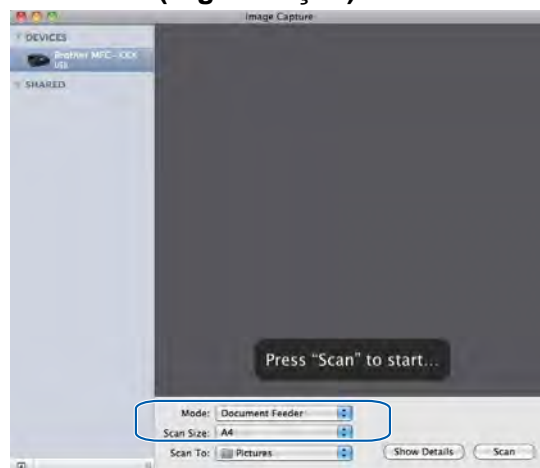 Image Capture
DEVICES
Brother MFC-XXX
USB
SHARED
Press "Scan" to start...
Mode: Document Feeder
Scan Size: A4
Scan To: Pictures
Show Details Scan